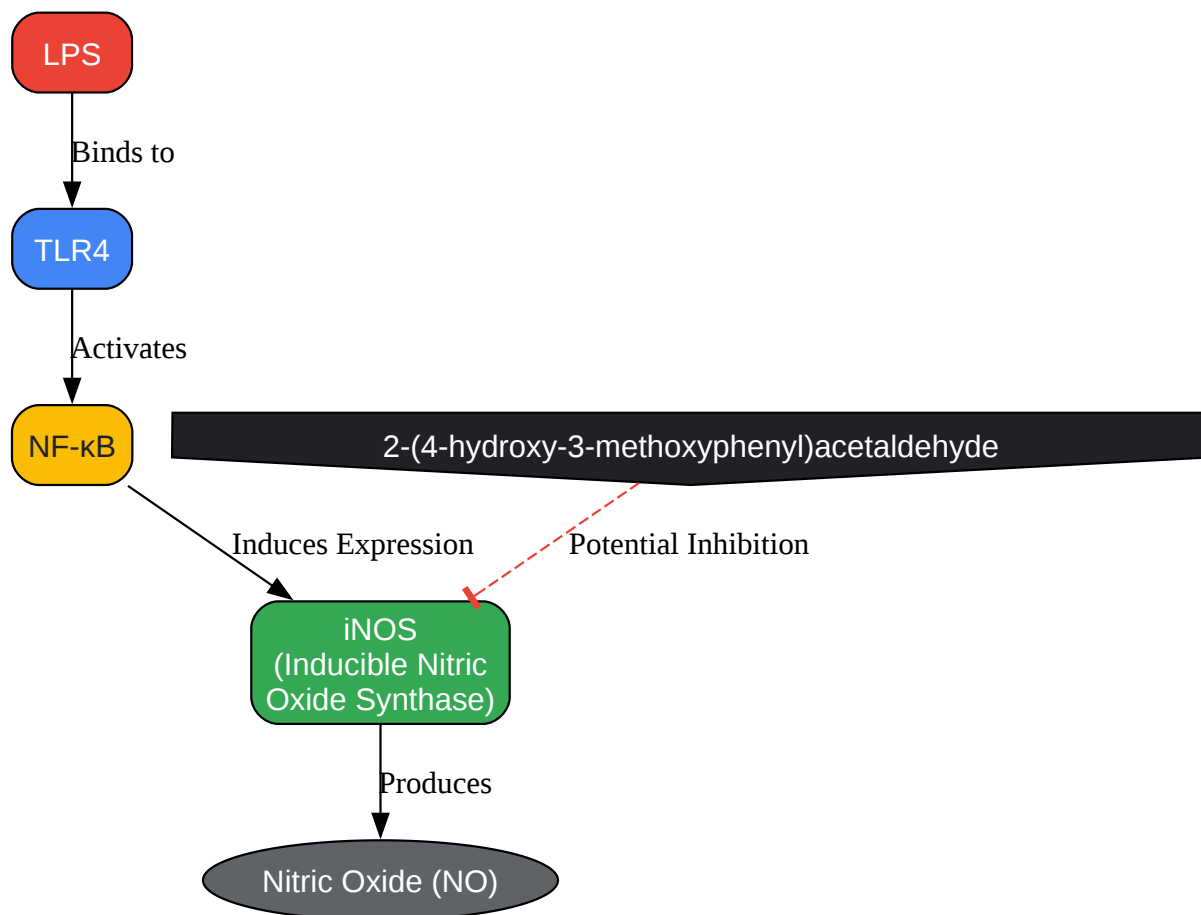 LPS
Binds to
TLR4
Activates
NF-κB
2-(4-hydroxy-3-methoxyphenyl)acetaldehyde
Induces Expression
Potential Inhibition
iNOS
(Inducible Nitric
Oxide Synthase)
Produces
Nitric Oxide (NO)